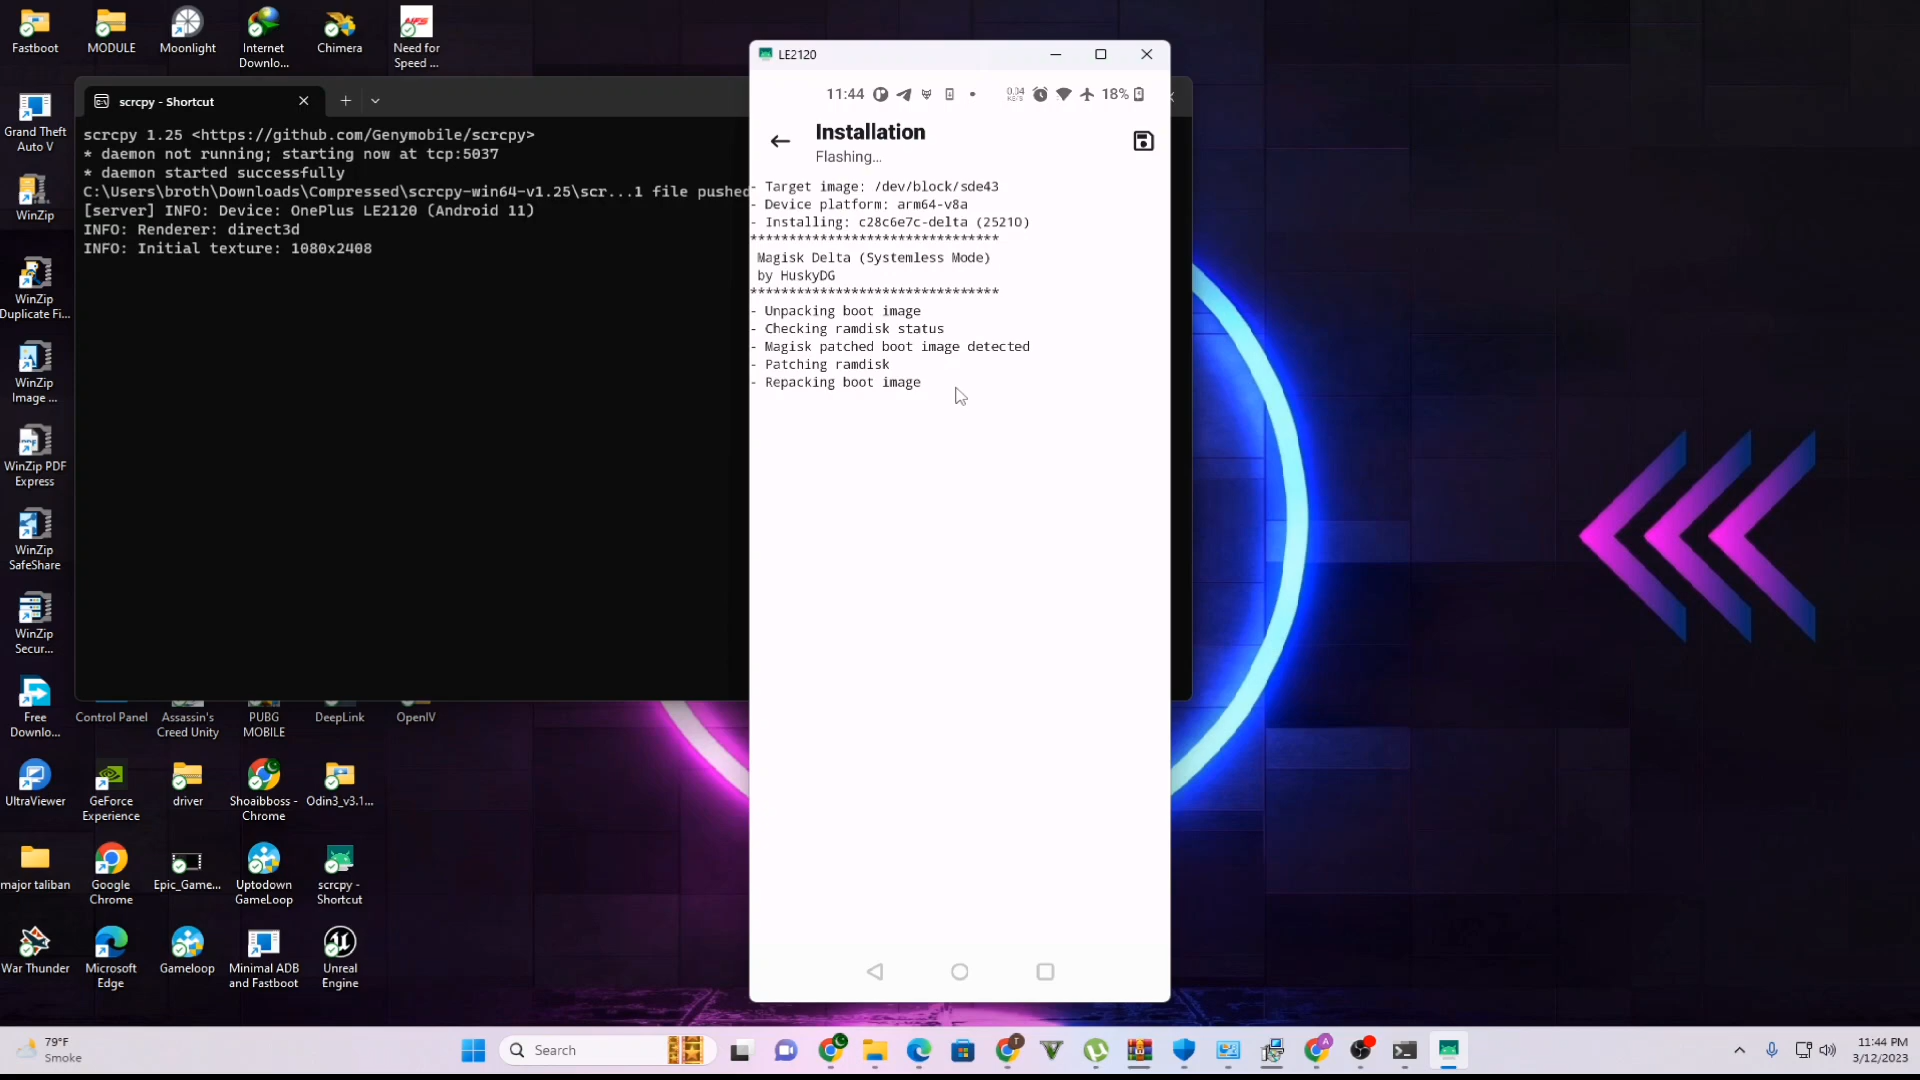 Fastboot
MODULE
Moonlight
Internet
Downlo...
Chimera
NFS
Need for
Speed ...
Grand Theft
Auto V
WinZip
WinZip
Duplicate Fi...
WinZip
Image ...
WinZip PDF
Express
WinZip
SafeShare
WinZip
Secur...
Free
Downlo...
Control Panel
Assassin's
Creed Unity
PUBG
MOBILE
DeepLink
OpenIV
UltraViewer
GeForce
Experience
driver
Shoaibboss -
Chrome
Odin3_v3.1...
major taliban
Google
Chrome
Epic_Game...
Uptodown
GameLoop
scrcpy -
Shortcut
War Thunder
Microsoft
Edge
Gameloop
Minimal ADB
and Fastboot
Unreal
Engine
scrcpy - Shortcut
scrcpy 1.25 <https://github.com/Genymobile/scrcpy>
* daemon not running; starting now at tcp:5037
* daemon started successfully
C:\Users\broth\Downloads\Compressed\scrcpy-win64-v1.25\scr...1 file pushed
[server] INFO: Device: OnePlus LE2120 (Android 11)
INFO: Renderer: direct3d
INFO: Initial texture: 1080x2408
LE2120
11:44
0.04
KB/S
18%
Installation
Flashing...
- Target image: /dev/block/sde43
- Device platform: arm64-v8a
- Installing: c28c6e7c-delta (25210)
********************************
Magisk Delta (Systemless Mode)
by HuskyDG
********************************
- Unpacking boot image
- Checking ramdisk status
- Magisk patched boot image detected
- Patching ramdisk
- Repacking boot image
79°F
Smoke
Search
11:44 PM
3/12/2023